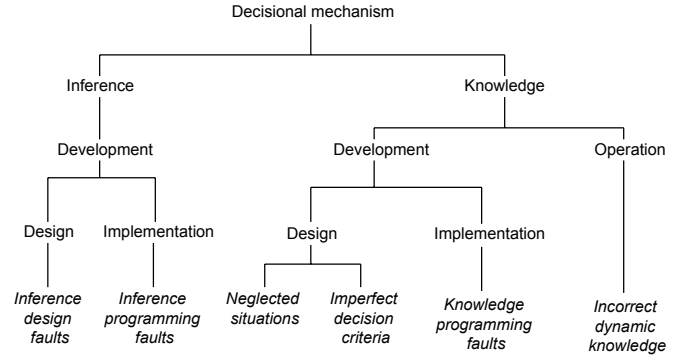 Decisional mechanism
Inference
Knowledge
Development
Development
Operation
Design
Implementation
Design
Implementation
Inference
design
faults
Inference
programming
faults
Neglected
situations
Imperfect
decision
criteria
Knowledge
programming
faults
Incorrect
dynamic
knowledge